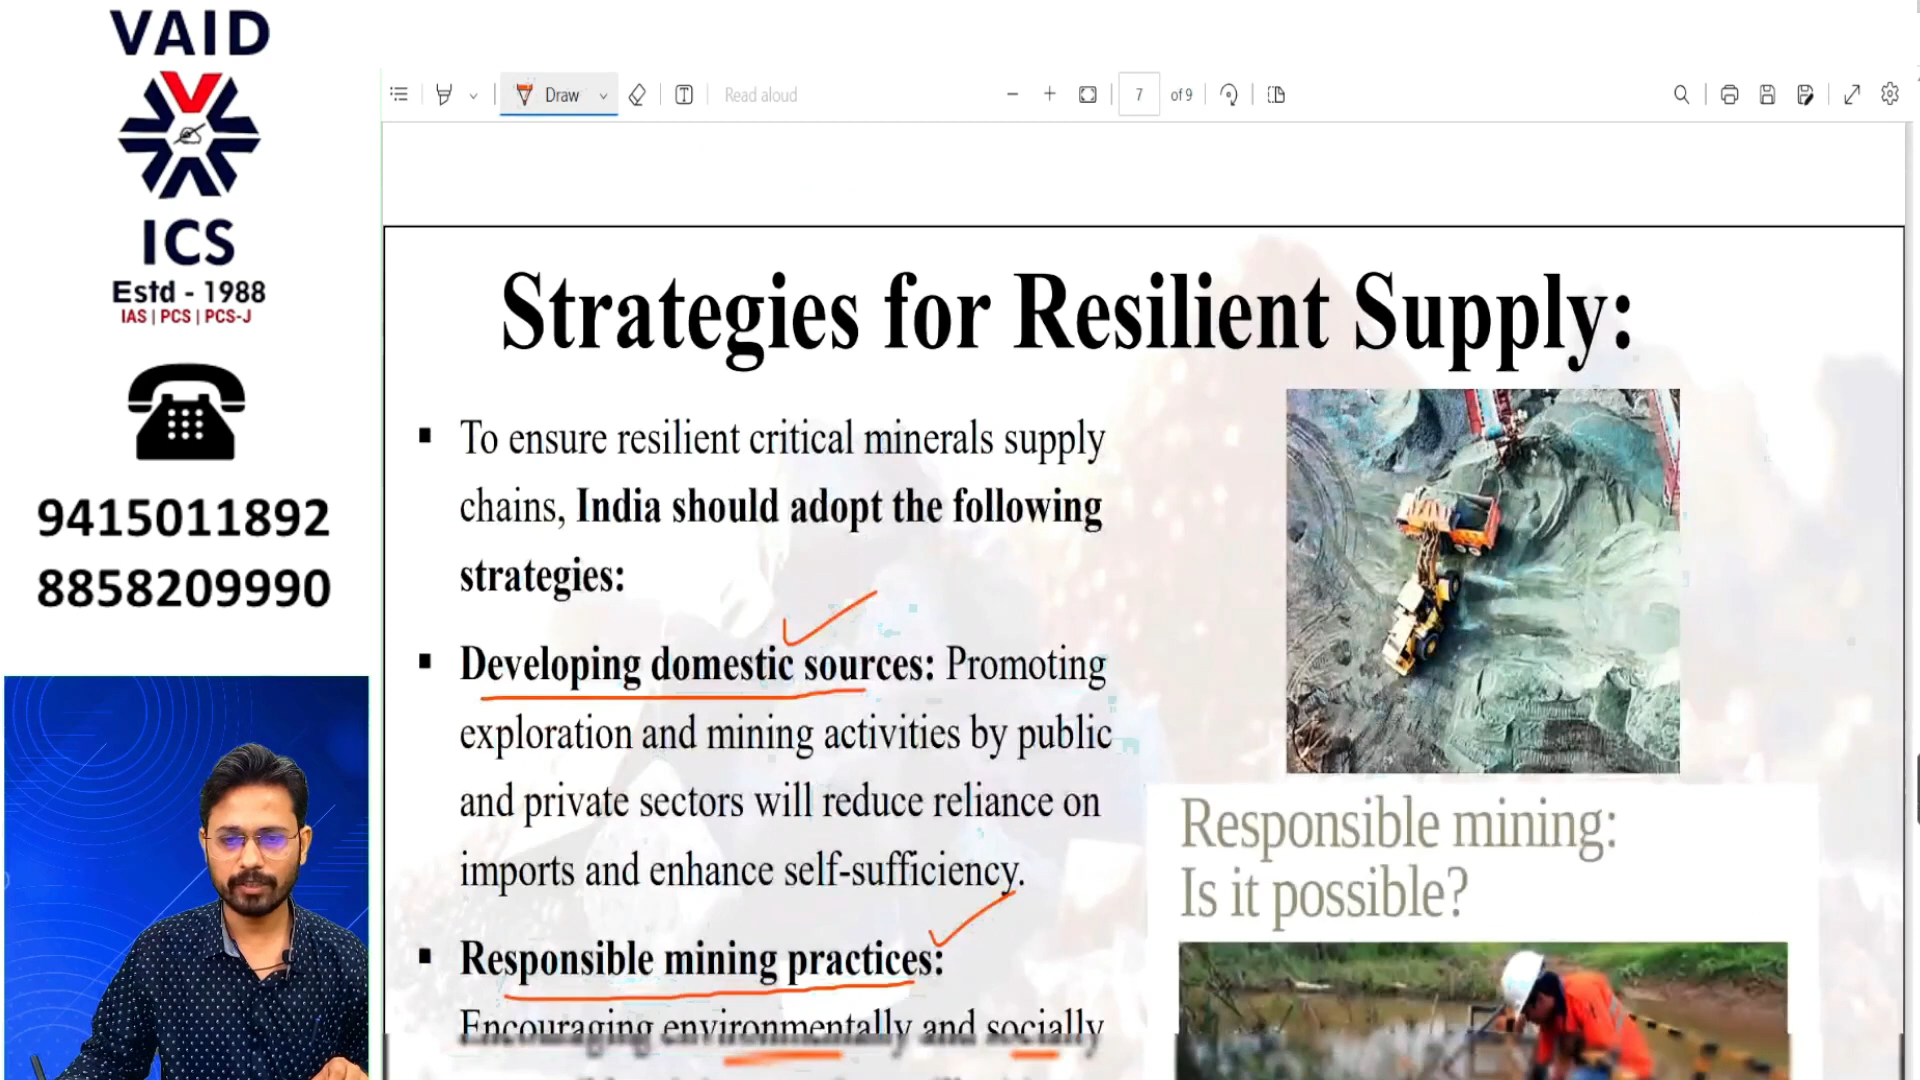 VAID
ICS
Estd - 1988
IAS | PCS | PCS-J
9415011892
8858209990
Draw
Read aloud
7
of 9
Strategies for Resilient Supply:
▪ To ensure resilient critical minerals supply
chains, India should adopt the following
strategies:
▪ Developing domestic sources: Promoting
exploration and mining activities by public
and private sectors will reduce reliance on
imports and enhance self-sufficiency.
▪ Responsible mining practices:
Encouraging environmentally and socially
Responsible mining:
Is it possible?